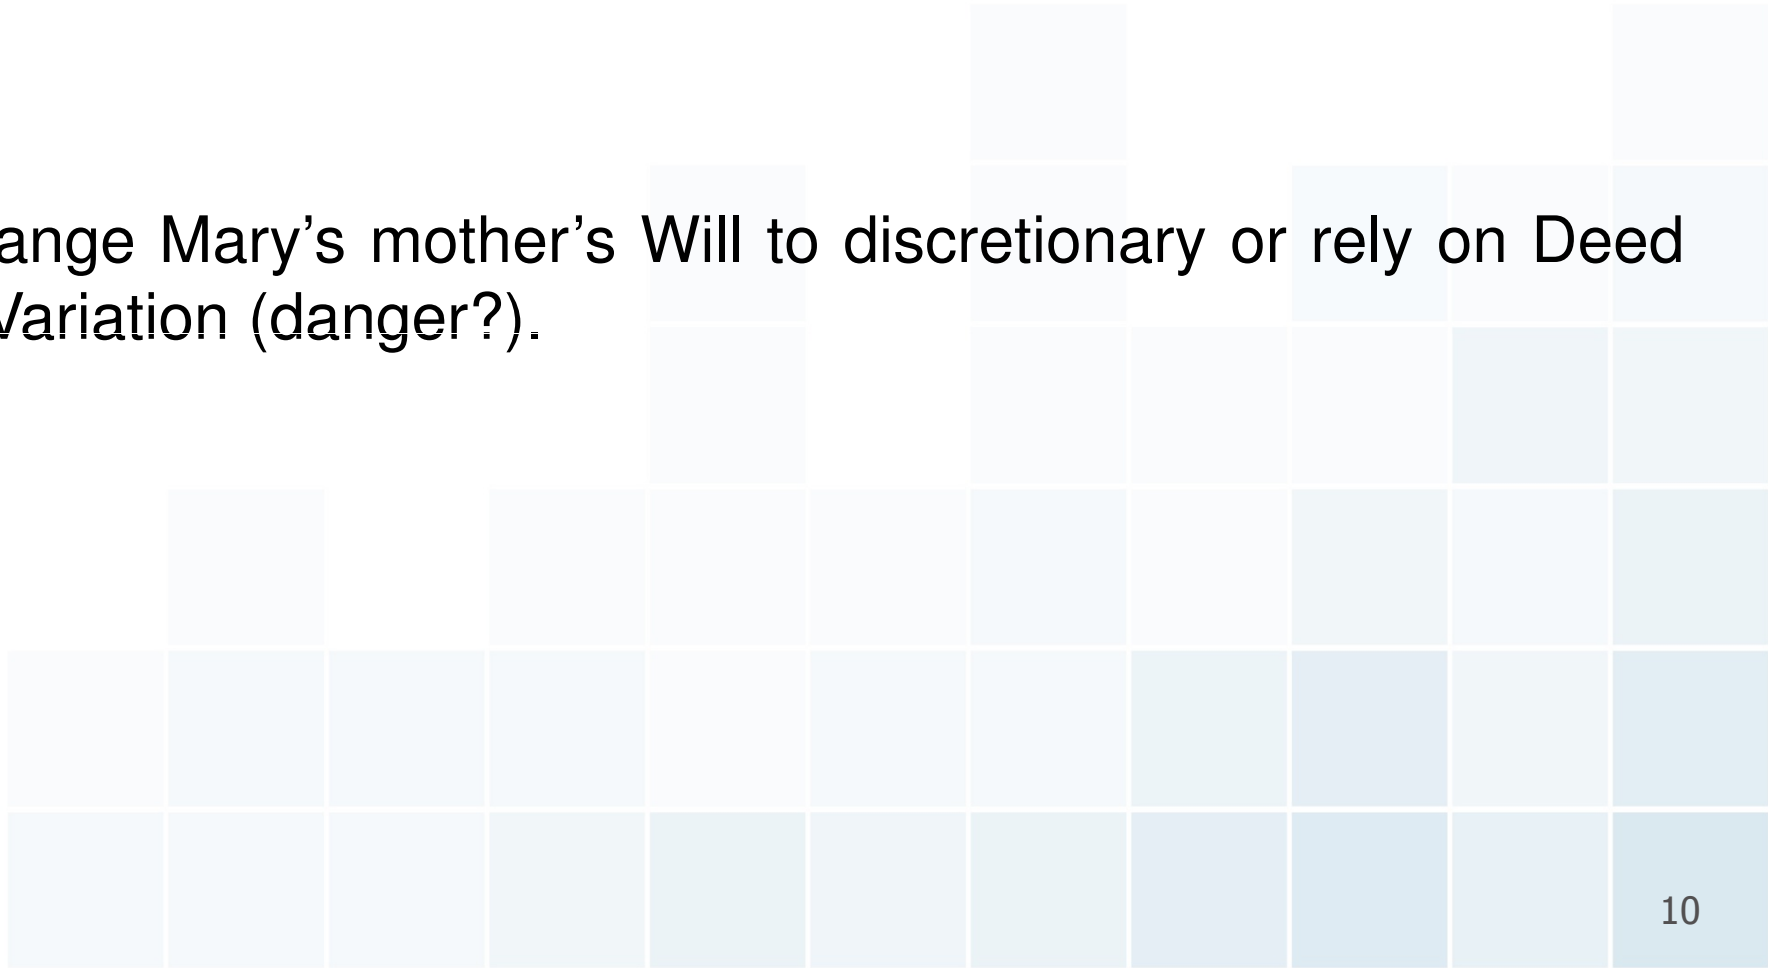 ange Mary’s mother’s Will to discretionary or rely on Deed
Variation (danger?).
10